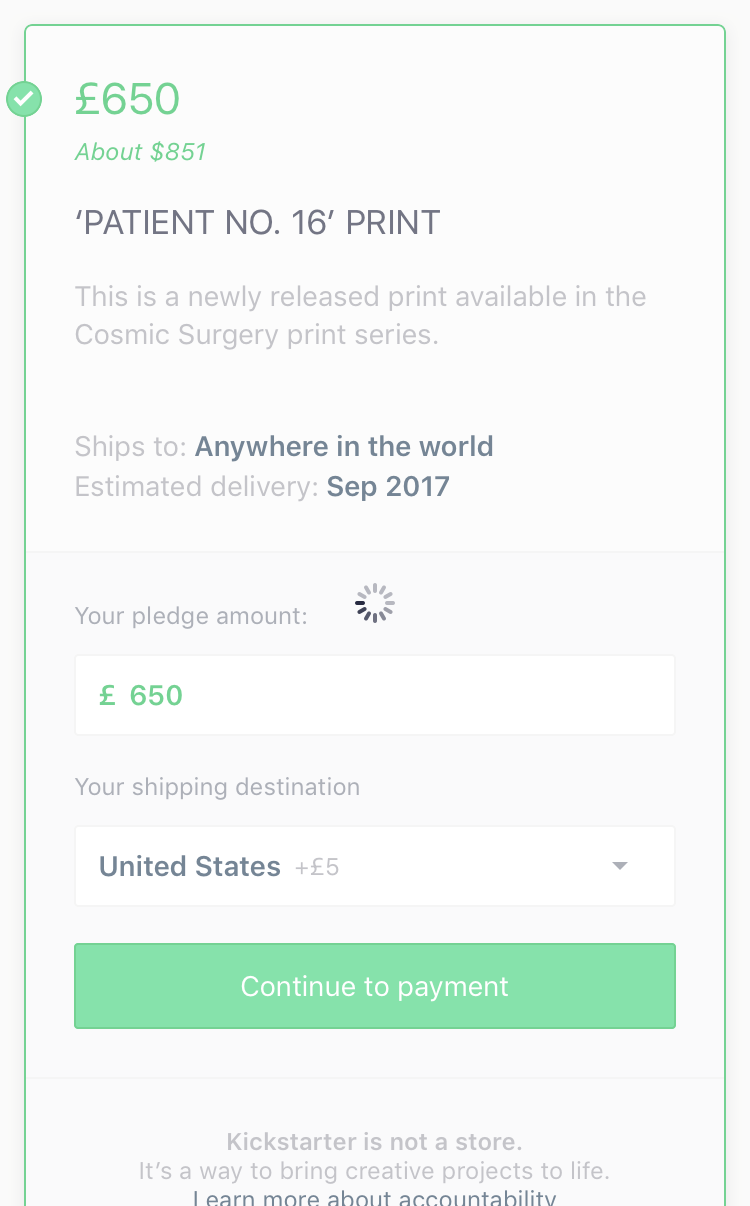 £650
About $851
‘PATIENT NO. 16’ PRINT
This is a newly released print available in the
Cosmic Surgery print series.
Ships to: Anywhere in the world
Estimated delivery: Sep 2017
Your pledge amount:
£ 650
Your shipping destination
United States +£5
Continue to payment
Kickstarter is not a store.
It’s a way to bring creative projects to life.
Learn more about accountability